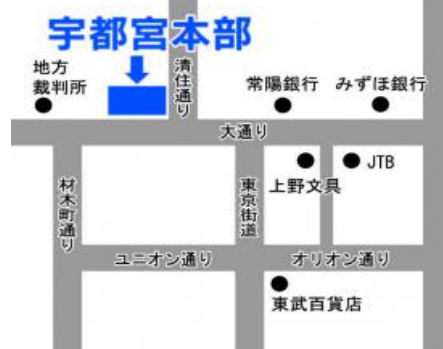 宇都宮本部
地方
裁判所
清住通り
常陽銀行
みずほ銀行
大通り
材木町通り
東京街道
上野文具
JTB
ユニオン通り
オリオン通り
東武百貨店